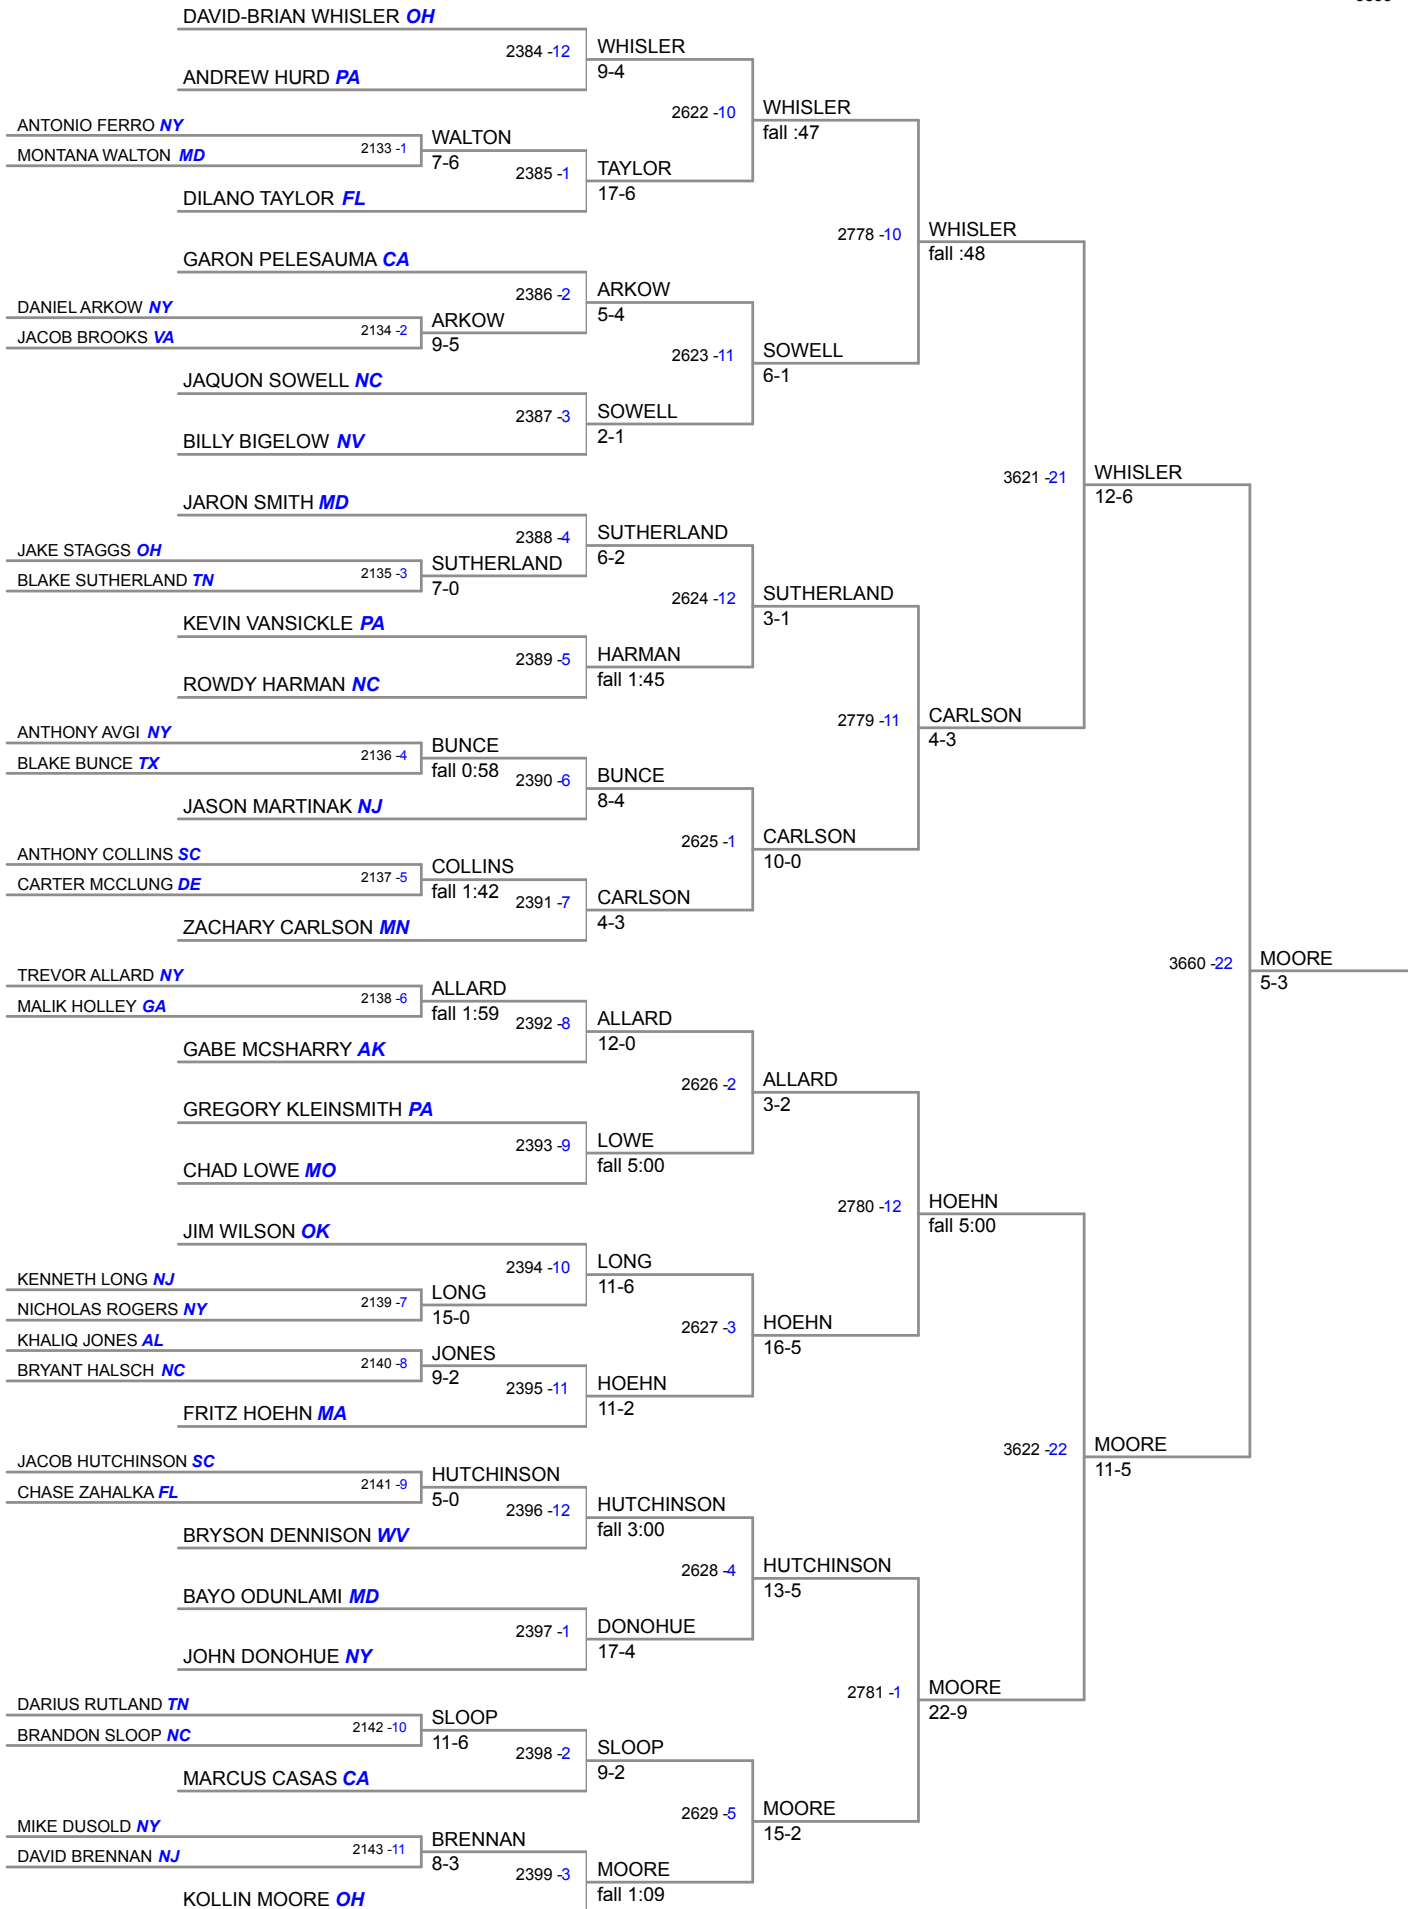 DAVID-BRIAN WHISLER OH
2384 -12
WHISLER
9-4
ANDREW HURD PA
2622 -10
WHISLER
fall :47
ANTONIO FERRO NY
MONTANA WALTON MD
2133 -1
WALTON
7-6
2385 -1
TAYLOR
17-6
DILANO TAYLOR FL
2778 -10
WHISLER
fall :48
GARON PELESAUMA CA
2386 -2
ARKOW
5-4
DANIEL ARKOW NY
JACOB BROOKS VA
2134 -2
ARKOW
9-5
2623 -11
SOWELL
6-1
JAQUON SOWELL NC
2387 -3
SOWELL
2-1
BILLY BIGELOW NV
3621 -21
WHISLER
12-6
JARON SMITH MD
2388 -4
SUTHERLAND
6-2
JAKE STAGGS OH
BLAKE SUTHERLAND TN
2135 -3
SUTHERLAND
7-0
2624 -12
SUTHERLAND
3-1
KEVIN VANSICKLE PA
2389 -5
HARMAN
fall 1:45
ROWDY HARMAN NC
2779 -11
CARLSON
4-3
ANTHONY AVGI NY
BLAKE BUNCE TX
2136 -4
BUNCE
fall 0:58
2390 -6
BUNCE
8-4
JASON MARTINAK NJ
2625 -1
CARLSON
10-0
ANTHONY COLLINS SC
CARTER MCCLUNG DE
2137 -5
COLLINS
fall 1:42
2391 -7
CARLSON
4-3
ZACHARY CARLSON MN
3660 -22
MOORE
5-3
TREVOR ALLARD NY
MALIK HOLLEY GA
2138 -6
ALLARD
fall 1:59
2392 -8
ALLARD
12-0
GABE MCSHARRY AK
2626 -2
ALLARD
3-2
GREGORY KLEINSMITH PA
2393 -9
LOWE
fall 5:00
CHAD LOWE MO
2780 -12
HOEHN
fall 5:00
JIM WILSON OK
2394 -10
LONG
11-6
KENNETH LONG NJ
NICHOLAS ROGERS NY
2139 -7
LONG
15-0
2627 -3
HOEHN
16-5
KHALIQ JONES AL
BRYANT HALSCH NC
2140 -8
JONES
9-2
2395 -11
HOEHN
11-2
FRITZ HOEHN MA
3622 -22
MOORE
11-5
JACOB HUTCHINSON SC
CHASE ZAHALKA FL
2141 -9
HUTCHINSON
5-0
2396 -12
HUTCHINSON
fall 3:00
BRYSON DENNISON WV
2628 -4
HUTCHINSON
13-5
BAYO ODUNLAMI MD
2397 -1
DONOHUE
17-4
JOHN DONOHUE NY
2781 -1
MOORE
22-9
DARIUS RUTLAND TN
BRANDON SLOOP NC
2142 -10
SLOOP
11-6
2398 -2
SLOOP
9-2
MARCUS CASAS CA
2629 -5
MOORE
15-2
MIKE DUSOLD NY
DAVID BRENNAN NJ
2143 -11
BRENNAN
8-3
2399 -3
MOORE
fall 1:09
KOLLIN MOORE OH